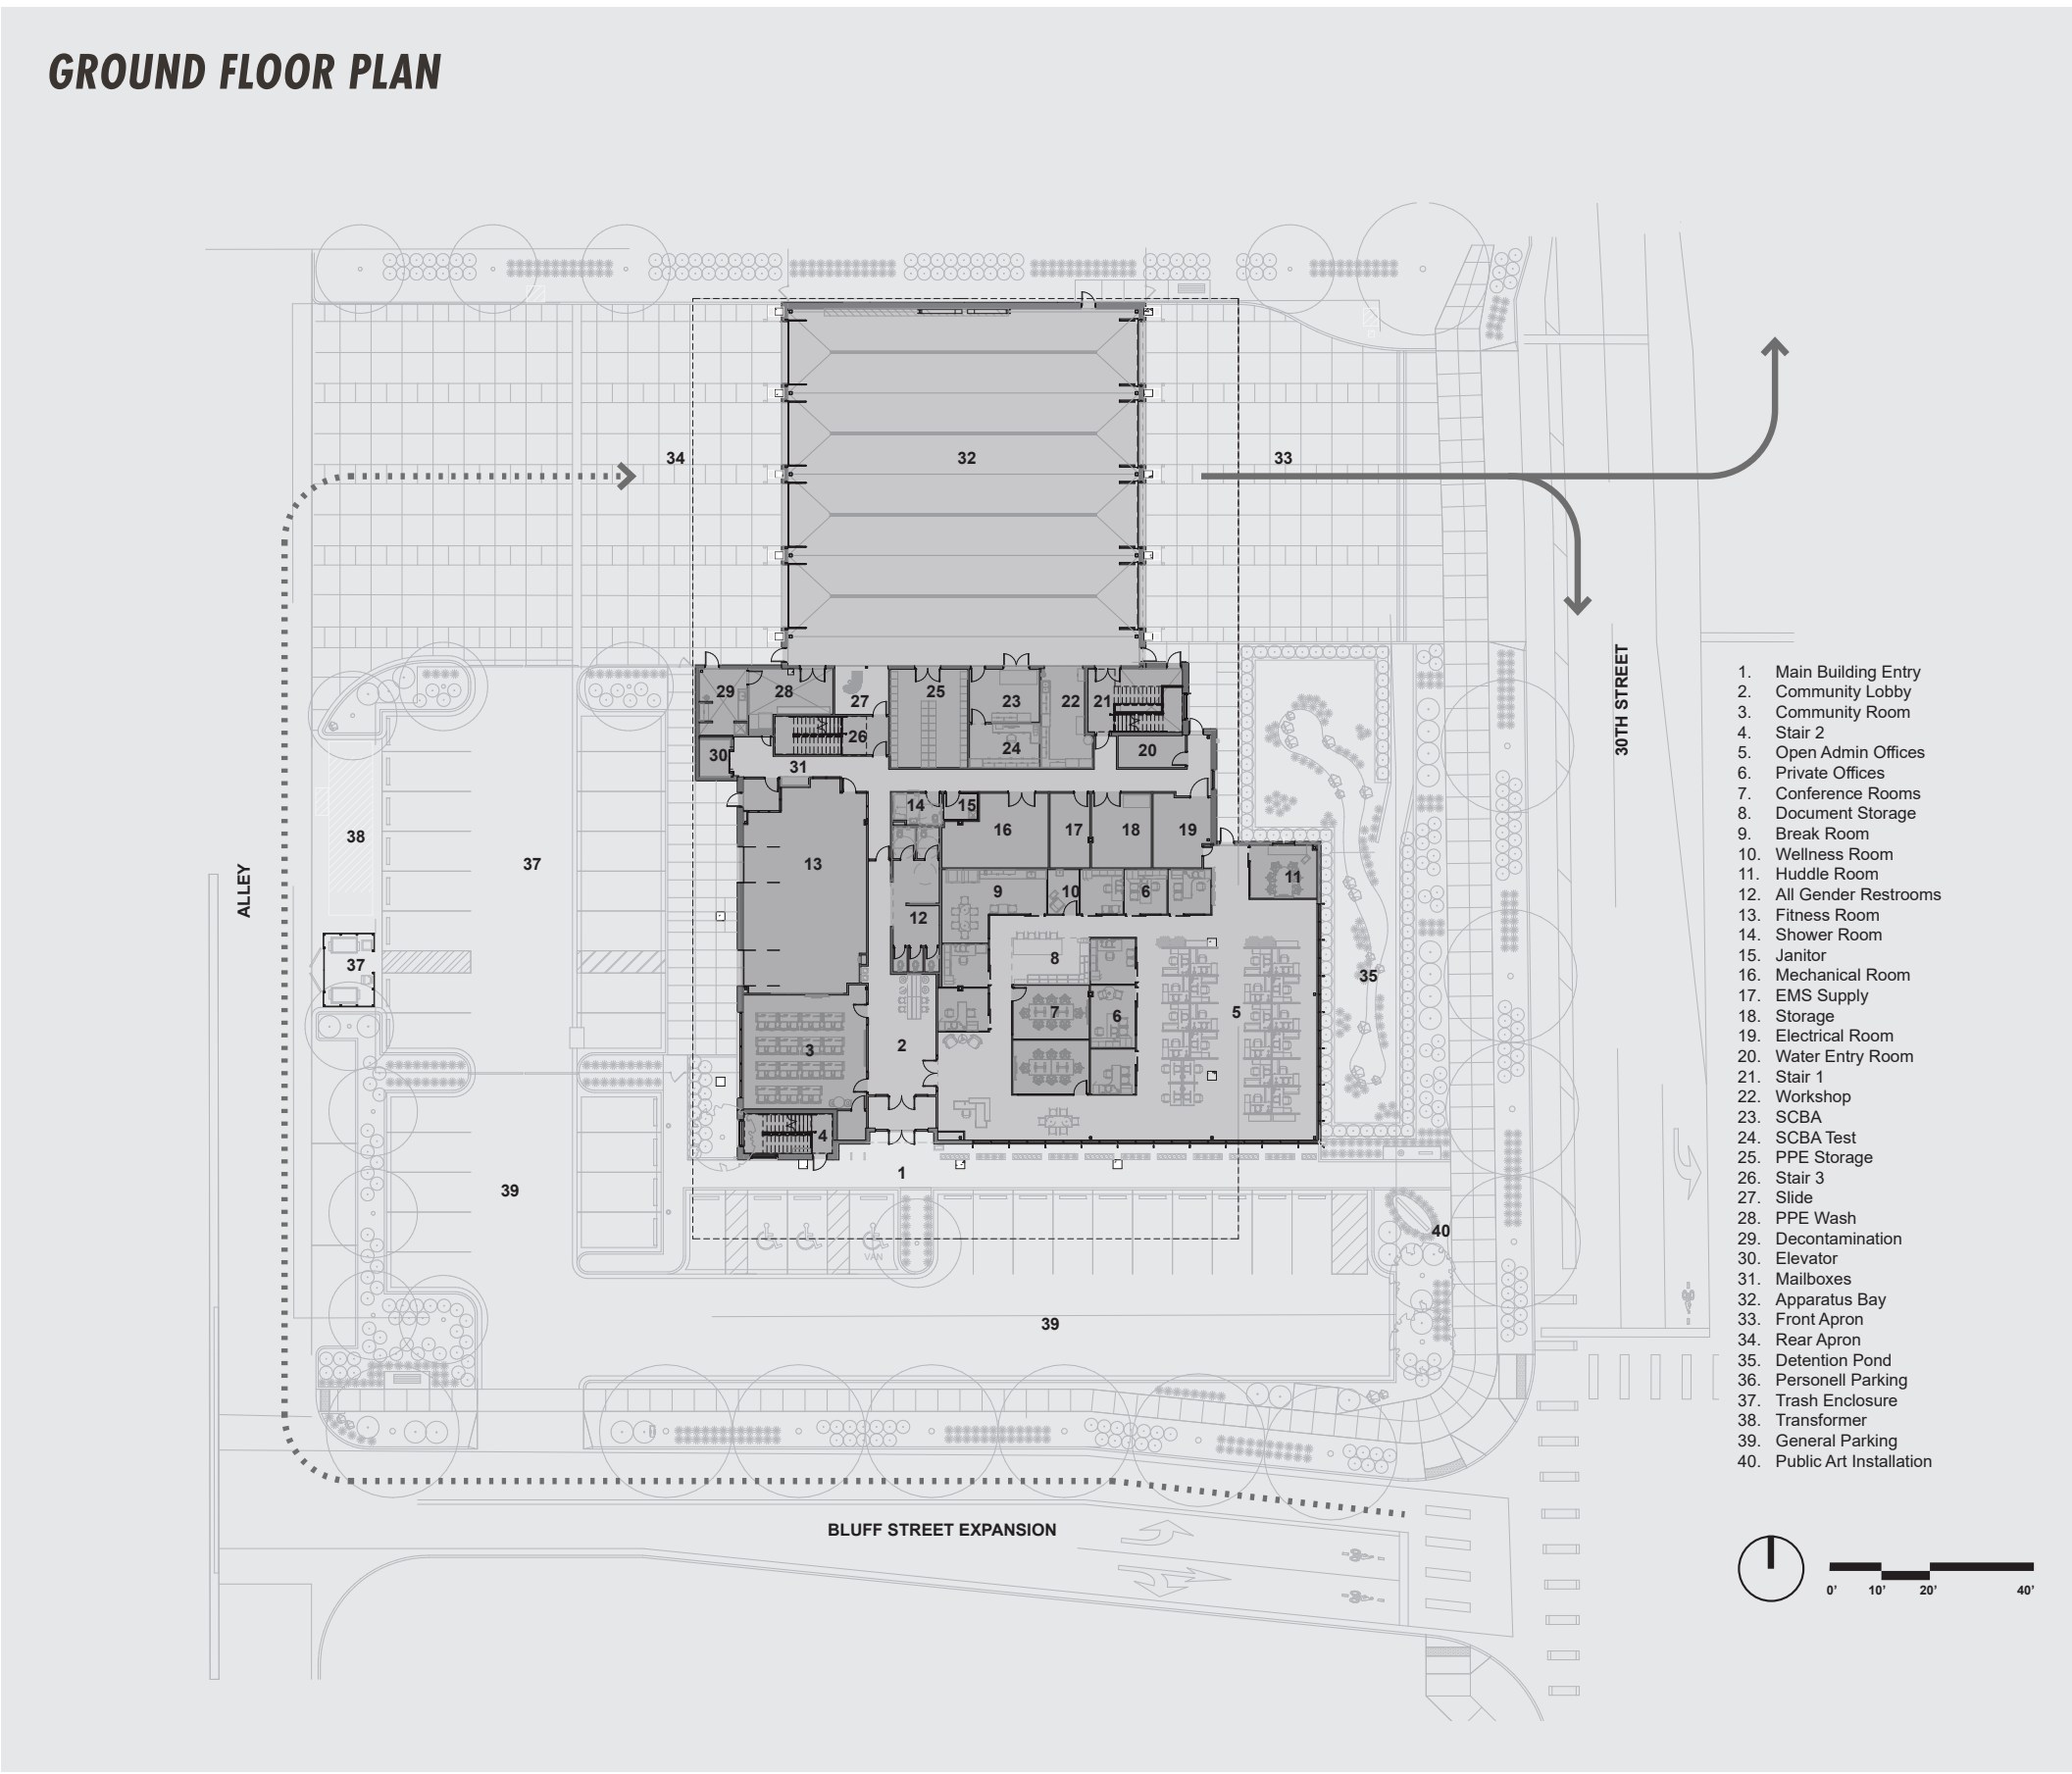 GROUND FLOOR PLAN
34
32
33
30TH STREET
ALLEY
29
28
27
25
23
22
21
26
24
20
30
31
14
15
16
17
18
19
38
37
13
11
9
10
6
12
37
8
35
7
6
5
3
2
4
1
39
40
VAN
39
BLUFF STREET EXPANSION
1. Main Building Entry
2. Community Lobby
3. Community Room
4. Stair 2
5. Open Admin Offices
6. Private Offices
7. Conference Rooms
8. Document Storage
9. Break Room
10. Wellness Room
11. Huddle Room
12. All Gender Restrooms
13. Fitness Room
14. Shower Room
15. Janitor
16. Mechanical Room
17. EMS Supply
18. Storage
19. Electrical Room
20. Water Entry Room
21. Stair 1
22. Workshop
23. SCBA
24. SCBA Test
25. PPE Storage
26. Stair 3
27. Slide
28. PPE Wash
29. Decontamination
30. Elevator
31. Mailboxes
32. Apparatus Bay
33. Front Apron
34. Rear Apron
35. Detention Pond
36. Personell Parking
37. Trash Enclosure
38. Transformer
39. General Parking
40. Public Art Installation
0' 10' 20' 40'